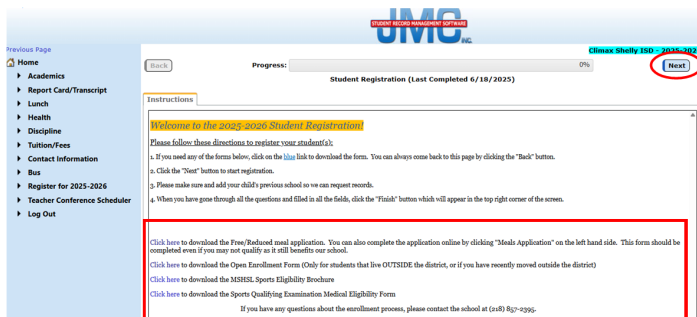 STUDENT RECORD MANAGEMENT SOFTWARE
JMC
INC.
Previous Page
Climax Shelly ISD - 2025-202
Home
Academics
Report Card/Transcript
Lunch
Health
Discipline
Tuition/Fees
Contact Information
Bus
Register for 2025-2026
Teacher Conference Scheduler
Log Out
Back
Progress:
0%
Next
Student Registration (Last Completed 6/18/2025)
Instructions
Welcome to the 2025-2026 Student Registration!
Please follow these directions to register your student(s):
1. If you need any of the forms below, click on the blue link to download the form. You can always come back to this page by clicking the "Back" button.
2. Click the "Next" button to start registration.
3. Please make sure and add your child's previous school so we can request records.
4. When you have gone through all the questions and filled in all the fields, click the "Finish" button which will appear in the top right corner of the screen.
Click here to download the Free/Reduced meal application. You can also complete the application online by clicking "Meals Application" on the left hand side. This form should be
completed even if you may not qualify as it still benefits our school.
Click here to download the Open Enrollment Form (Only for students that live OUTSIDE the district, or if you have recently moved outside the district)
Click here to download the MSHSL Sports Eligibility Brochure
Click here to download the Sports Qualifying Examination Medical Eligibility Form
If you have any questions about the enrollment process, please contact the school at (218) 857-2395.